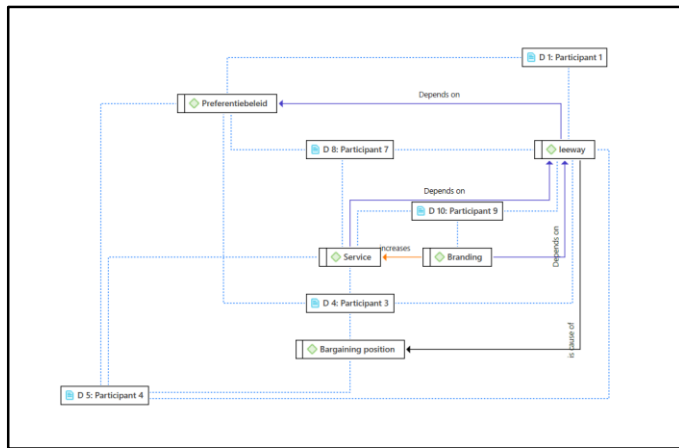 D 1: Participant 1
Depends on
Preferentiebeleid
D 8: Participant 7
leeway
Depends on
D 10: Participant 9
increases
Service
Branding
Depends on
D 4: Participant 3
is cause of
Bargaining position
D 5: Participant 4